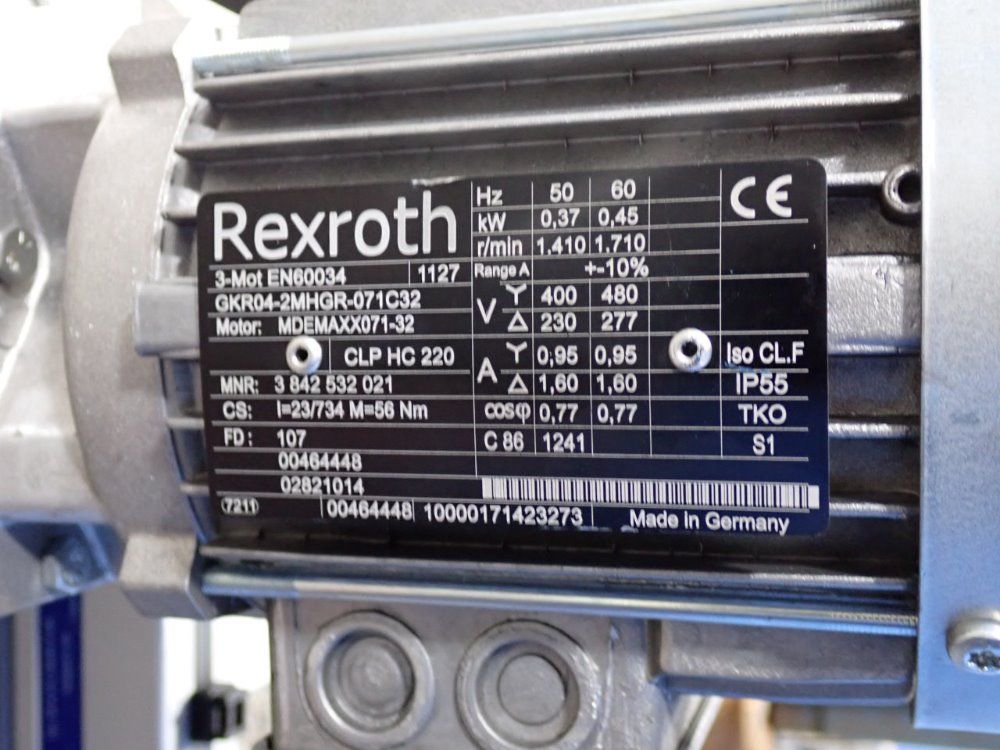 Rexroth
3-Mot EN60034 1127
GKR04-2MHGR-071C32
Motor: MDEMAXX071-32
CLP HC 220
MNR: 3 842 532 021
CS: I=23/734 M=56 Nm
FD: 107
00464448
02821014
(7211) 00464448 10000171423273
Hz 50 60
kW 0,37 0,45
r/min 1.410 1.710
Range A +-10%
V Y 400 480
Δ 230 277
A Y 0,95 0,95
Δ 1,60 1,60
cosφ 0,77 0,77
C 86 1241
CE
Iso CL.F
IP55
TKO
S1
Made in Germany